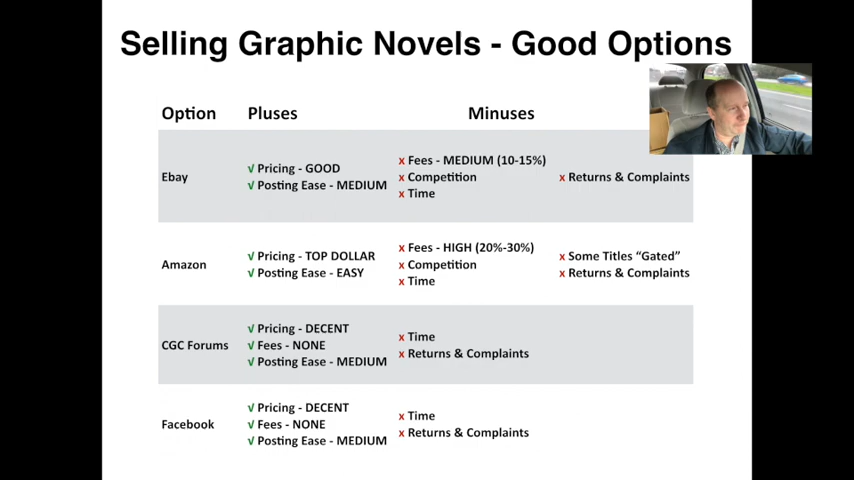 Selling Graphic Novels - Good Options
Option Pluses Minuses
Ebay
√ Pricing - GOOD
√ Posting Ease - MEDIUM
x Fees - MEDIUM (10-15%)
x Competition
x Time
x Returns & Complaints
Amazon
√ Pricing - TOP DOLLAR
√ Posting Ease - EASY
x Fees - HIGH (20%-30%)
x Competition
x Time
x Some Titles “Gated”
x Returns & Complaints
CGC Forums
√ Pricing - DECENT
√ Fees - NONE
√ Posting Ease - MEDIUM
x Time
x Returns & Complaints
Facebook
√ Pricing - DECENT
√ Fees - NONE
√ Posting Ease - MEDIUM
x Time
x Returns & Complaints